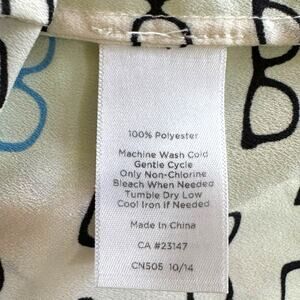 100% Polyester
Machine Wash Cold
Gentle Cycle
Only Non-Chlorine
Bleach When Needed
Tumble Dry Low
Cool Iron if Needed
Made in China
CA #23147
CN505 10/14